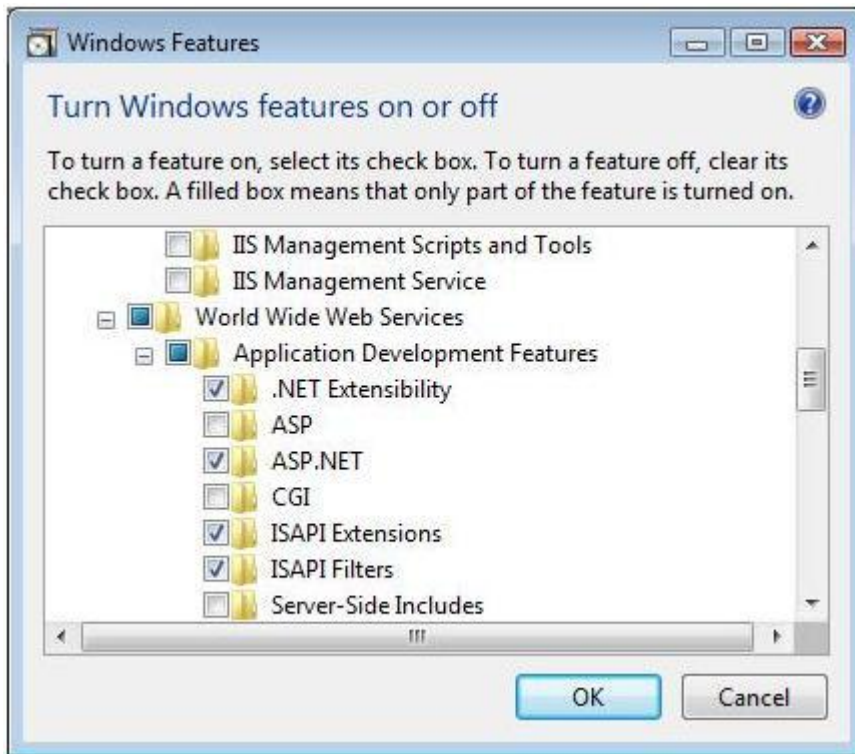 Windows Features
Turn Windows features on or off
To turn a feature on, select its check box. To turn a feature off, clear its
check box. A filled box means that only part of the feature is turned on.
IIS Management Scripts and Tools
IIS Management Service
World Wide Web Services
Application Development Features
.NET Extensibility
ASP
ASP.NET
CGI
ISAPI Extensions
ISAPI Filters
Server-Side Includes
OK Cancel